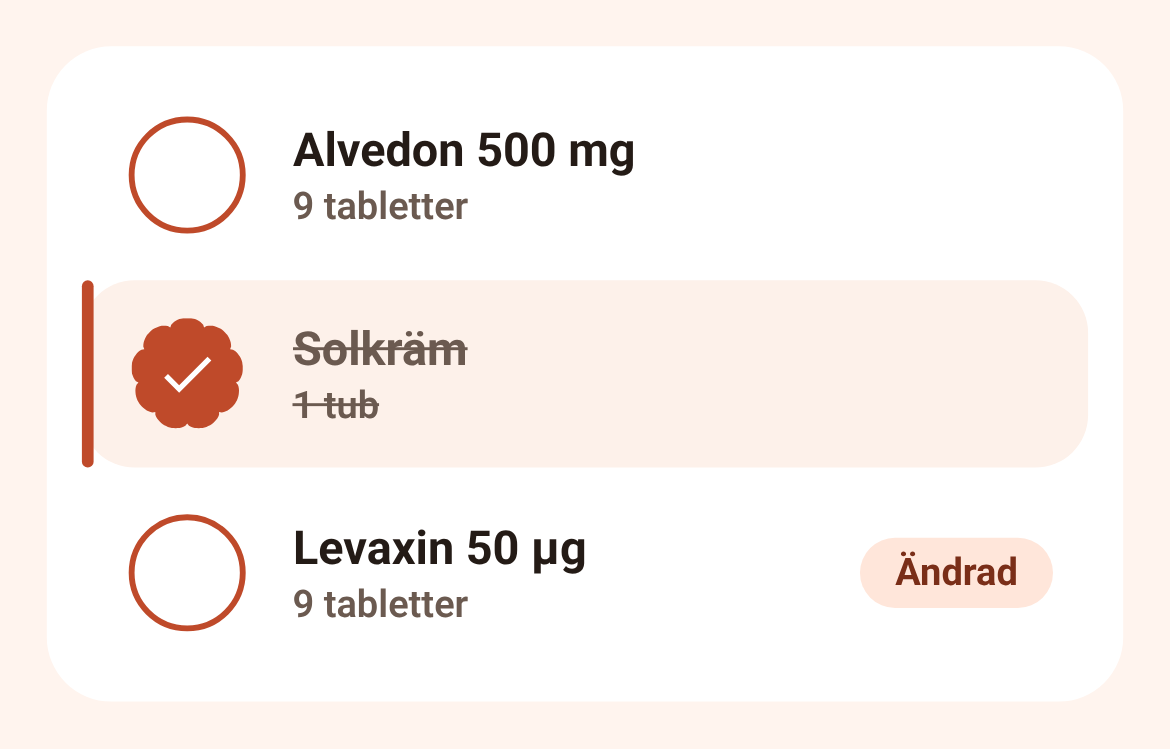 Alvedon 500 mg
9 tabletter
Solkräm
1 tub
Levaxin 50 µg
9 tabletter
Ändrad